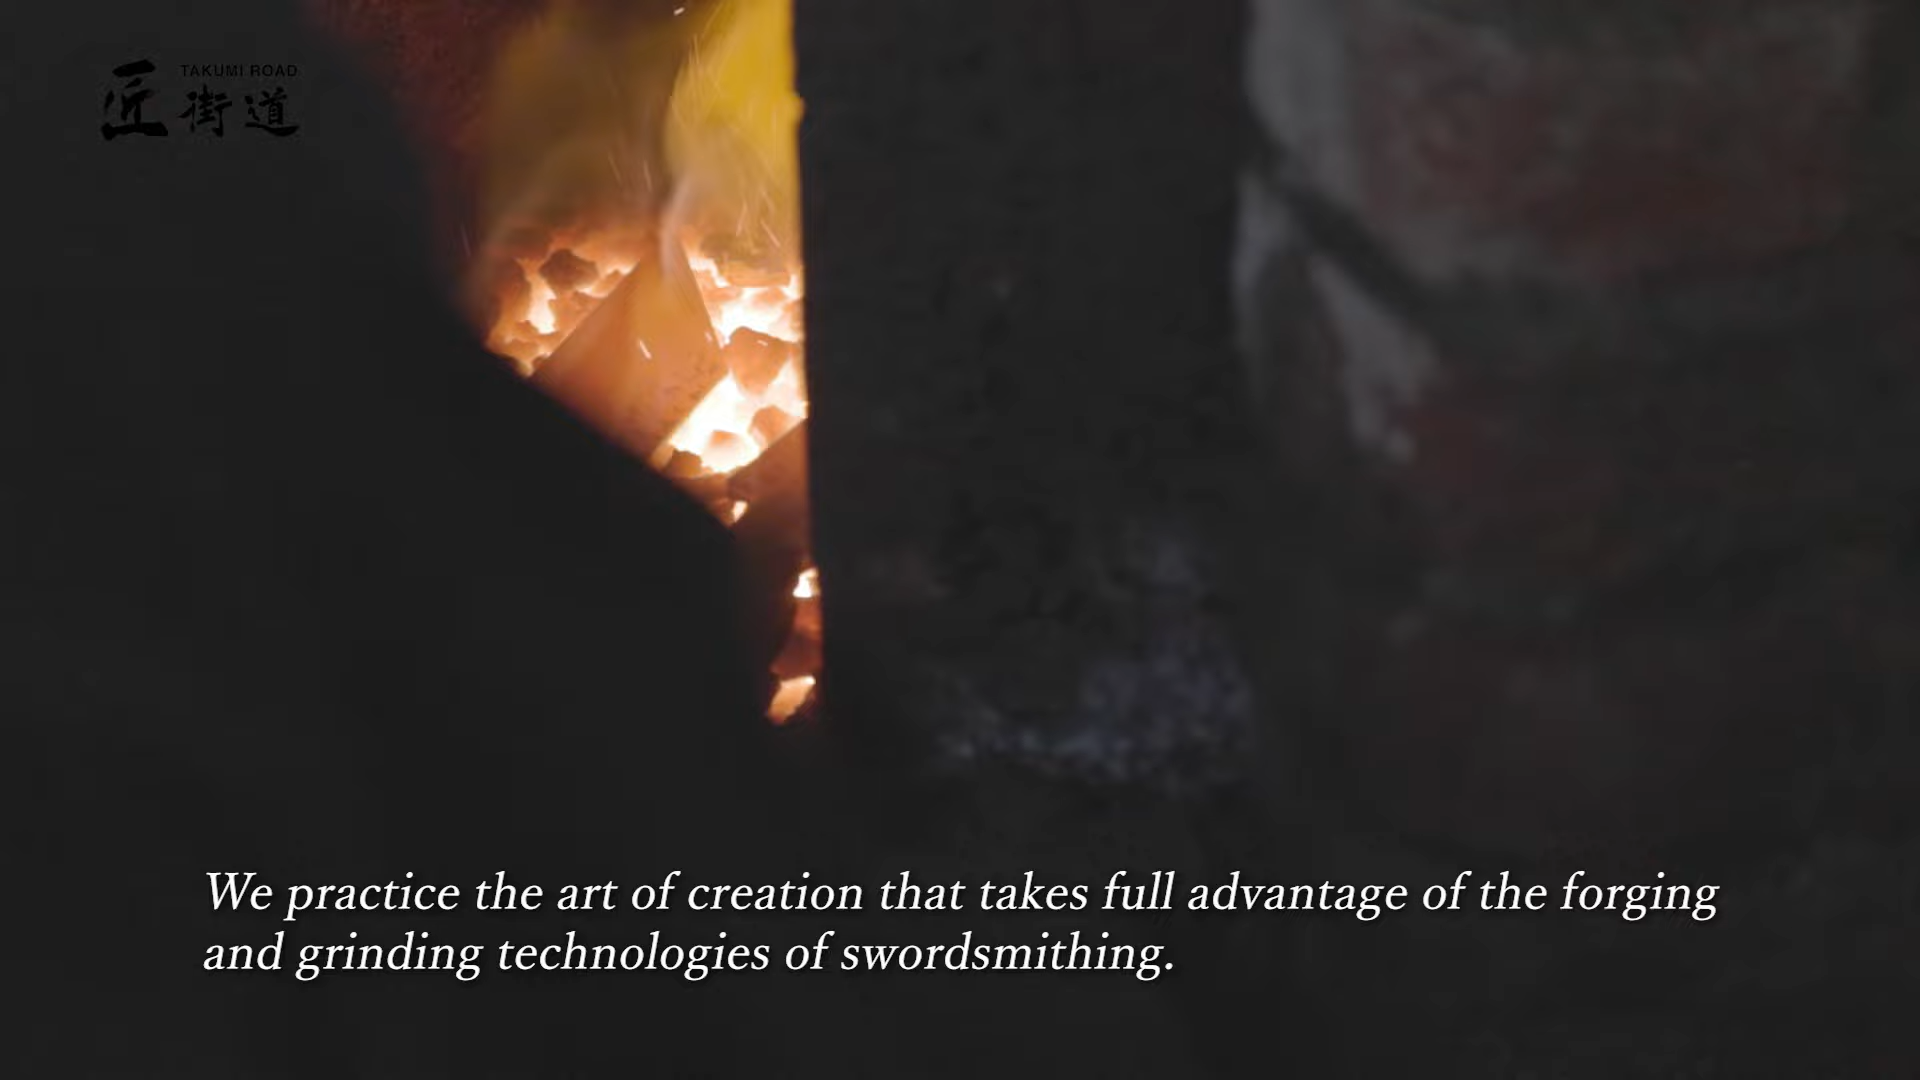 TAKUMI ROAD
匠街道
We practice the art of creation that takes full advantage of the forging
and grinding technologies of swordsmithing.